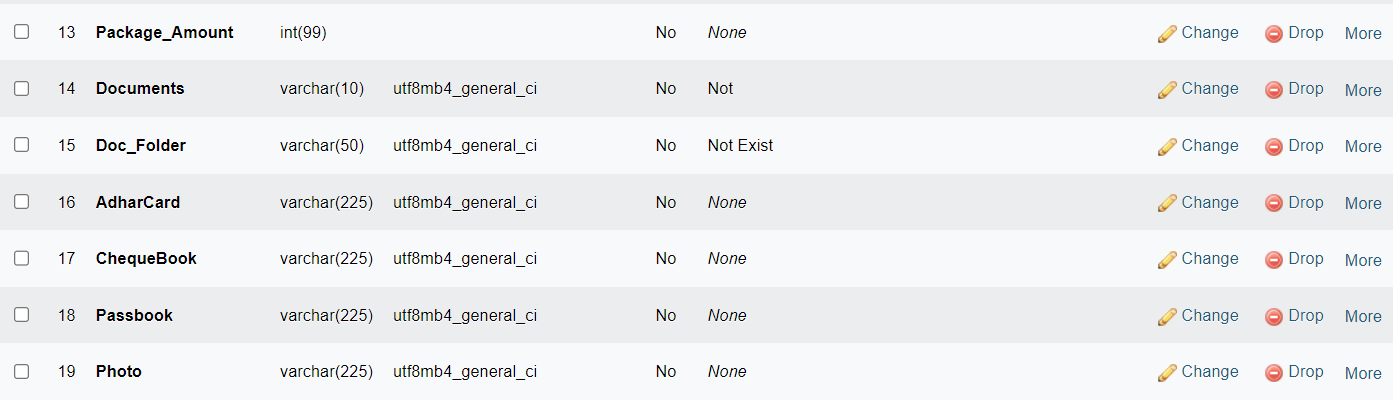 13 Package_Amount int(99) No None Change Drop More
14 Documents varchar(10) utf8mb4_general_ci No Not Change Drop More
15 Doc_Folder varchar(50) utf8mb4_general_ci No Not Exist Change Drop More
16 AdharCard varchar(225) utf8mb4_general_ci No None Change Drop More
17 ChequeBook varchar(225) utf8mb4_general_ci No None Change Drop More
18 Passbook varchar(225) utf8mb4_general_ci No None Change Drop More
19 Photo varchar(225) utf8mb4_general_ci No None Change Drop More